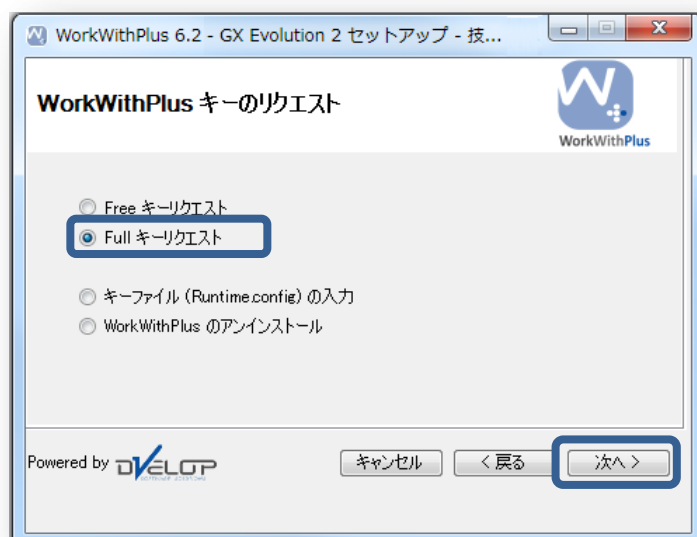 WorkWithPlus 6.2 - GX Evolution 2 セットアップ - 技...
WorkWithPlus キーのリクエスト
WorkWithPlus
Free キーリクエスト
Full キーリクエスト
キーファイル (Runtime.config) の入力
WorkWithPlus のアンインストール
Powered by DVELOP
キャンセル
< 戻る
次へ >